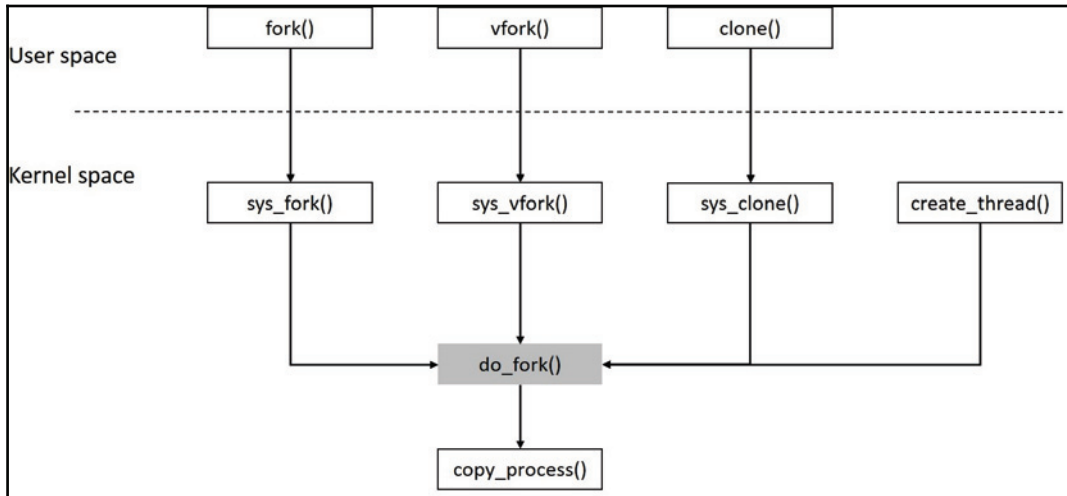 fork()
vfork()
clone()
User space
Kernel space
sys_fork()
sys_vfork()
sys_clone()
create_thread()
do_fork()
copy_process()